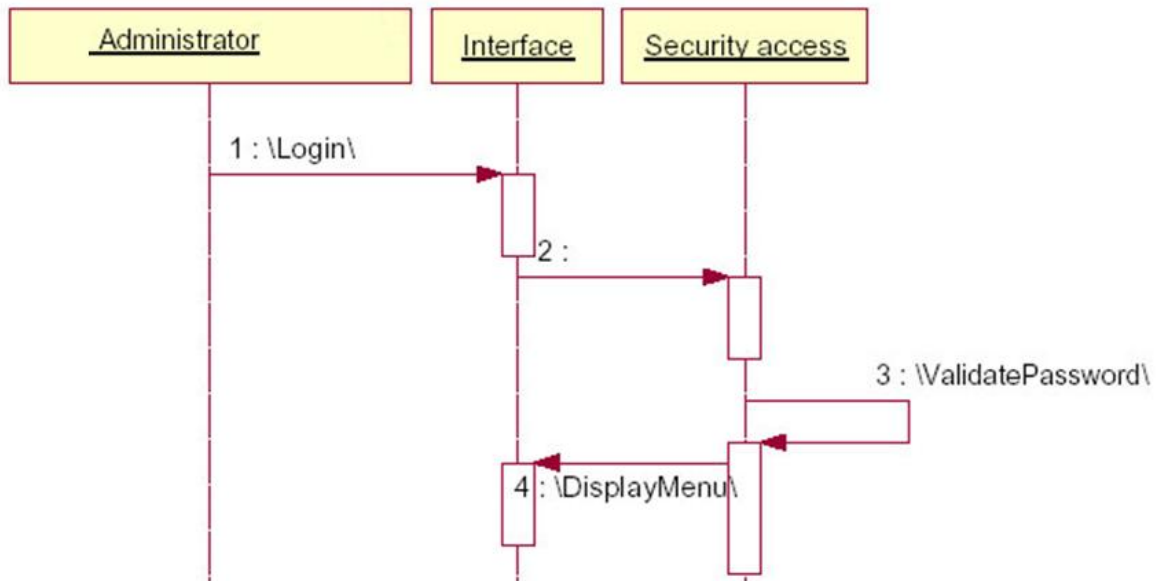 Administrator
Interface
Security access
1 : \Login\
2 :
3 : \ValidatePassword\
4 : \DisplayMenu\